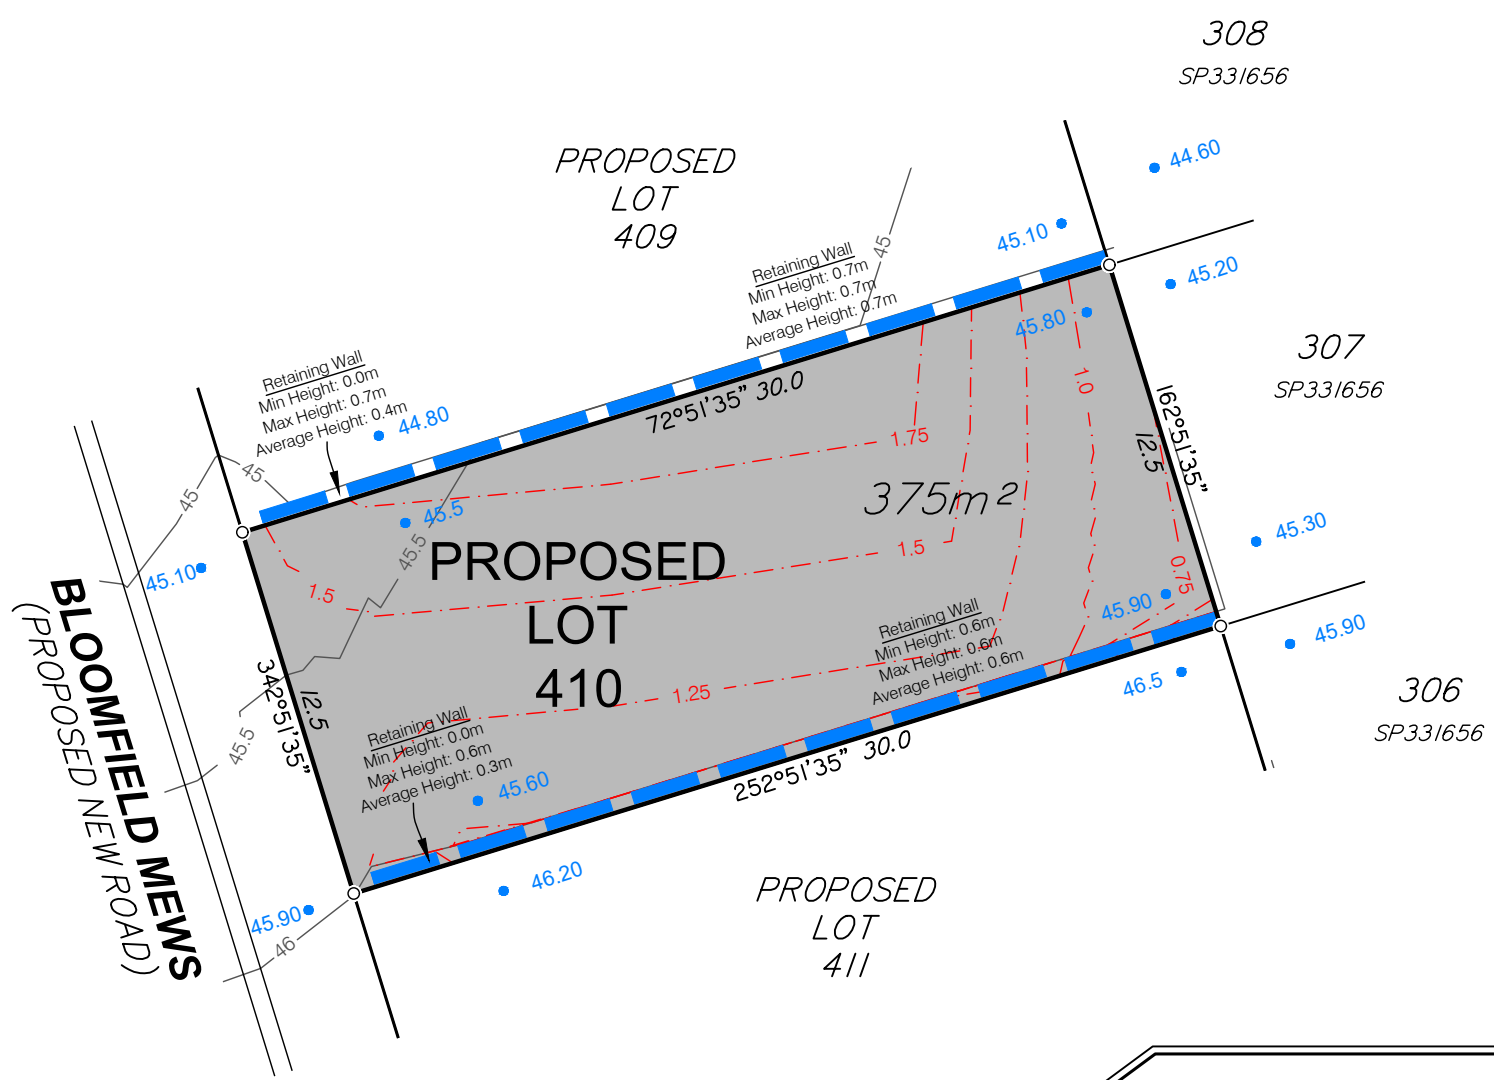 308
SP331656
44.60
PROPOSED
LOT
409
45
45.10
45.20
Retaining Wall
Min Height: 0.7m
Max Height: 0.7m
Average Height: 0.7m
45.80
307
SP331656
Retaining Wall
Min Height: 0.0m
Max Height: 0.7m
Average Height: 0.4m
44.80
72°51'35" 30.0
1.0
162°51'35"
12.5
1.75
45
45
45.5
375m²
45.30
45.5
1.5
PROPOSED
LOT
410
1.5
0.75
45.10
45.90
45.90
Retaining Wall
Min Height: 0.6m
Max Height: 0.6m
Average Height: 0.6m
BLOOMFIELD MEWS
(PROPOSED NEW ROAD)
342°51'35"
12.5
1.25
46.5
306
SP331656
45.5
Retaining Wall
Min Height: 0.0m
Max Height: 0.6m
Average Height: 0.3m
45.60
252°51'35" 30.0
46.20
45.90
46
PROPOSED
LOT
411